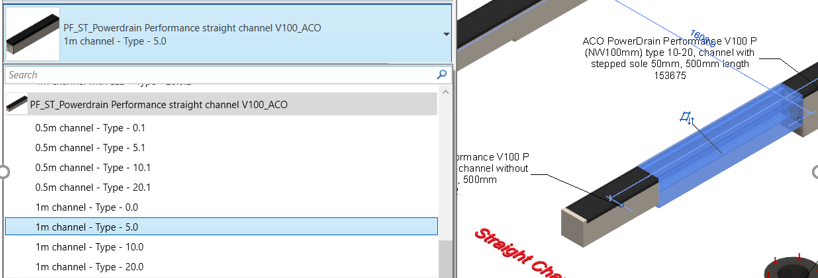 PF_ST_Powerdrain Performance straight channel V100_ACO
1m channel - Type - 5.0
Search
PF_ST_Powerdrain Performance straight channel V100_ACO
0.5m channel - Type - 0.1
0.5m channel - Type - 5.1
0.5m channel - Type - 10.1
0.5m channel - Type - 20.1
1m channel - Type - 0.0
1m channel - Type - 5.0
1m channel - Type - 10.0
1m channel - Type - 20.0
ACO PowerDrain Performance V100 P
(NW100mm) type 10-20, channel with
stepped sole 50mm, 500mm length
153675
ormance V100 P
channel without
, 500mm
Straight Cha